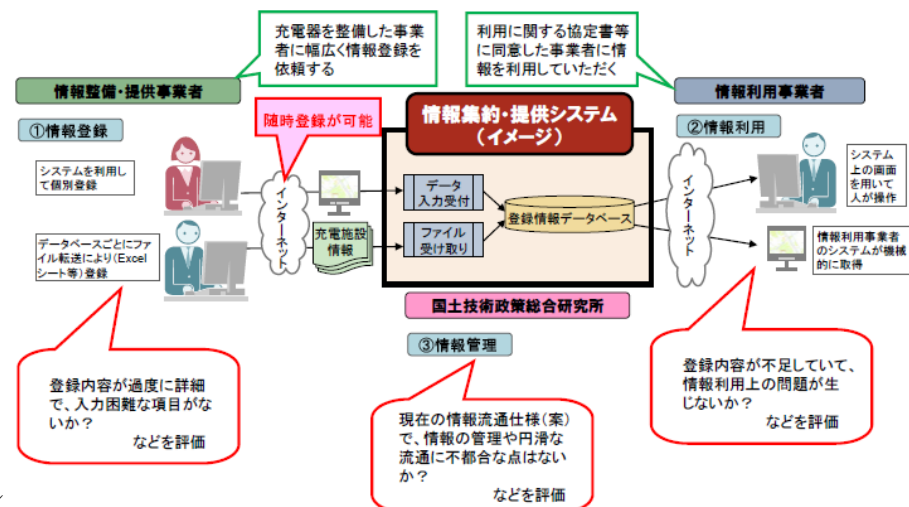 充電器を整備した事業
者に幅広く情報登録を
依頼する
利用に関する協定書等
に同意した事業者に情
報を利用していただく
情報整備・提供事業者
情報集約・提供システム
(イメージ)
情報利用事業者
①情報登録
随時登録が可能
②情報利用
システムを利用し
て個別登録
インターネット
データ
入力受付
登録情報データベース
インターネット
システム
上の画面
を用いて
人が操作
データベースごとにファ
イル転送により(Excel
シート等)登録
充電施設
情報
ファイル
受け取り
情報利用事業者
のシステムが機械
的に取得
国土技術政策総合研究所
③情報管理
登録内容が過度に詳細
で、入力困難な項目がな
いか?
などを評価
現在の情報流通仕様(案)
で、情報の管理や円滑な
流通に不都合な点はない
か?
などを評価
登録内容が不足していて、
情報利用上の問題が生
じないか?
などを評価